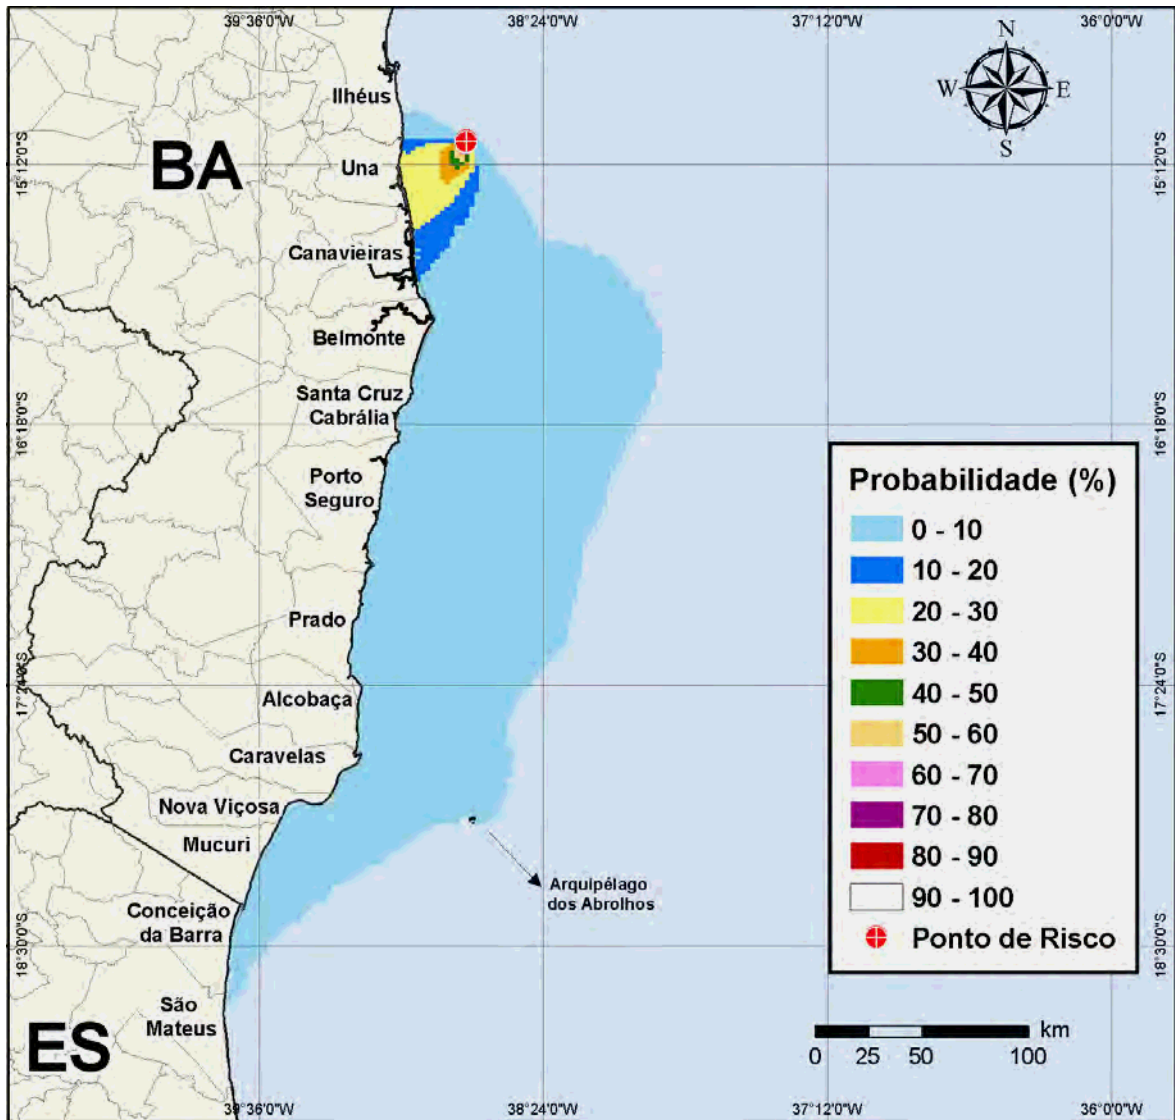 39°36'0"W
38°24'0"W
37°12'0"W
36°0'0"W
N
W
E
S
Ilhéus
BA
Una
15°12'0"S
15°12'0"S
Canavieiras
Belmonte
Santa Cruz
Cabrália
16°18'0"S
16°18'0"S
Porto
Seguro
Prado
Alcobaça
17°24'0"S
17°24'0"S
Caravelas
Nova Viçosa
Mucuri
Arquipélago
dos Abrolhos
Conceição
da Barra
18°30'0"S
18°30'0"S
São
Mateus
ES
Probabilidade (%)
0 - 10
10 - 20
20 - 30
30 - 40
40 - 50
50 - 60
60 - 70
70 - 80
80 - 90
90 - 100
Ponto de Risco
km
0 25 50 100
39°36'0"W
38°24'0"W
37°12'0"W
36°0'0"W